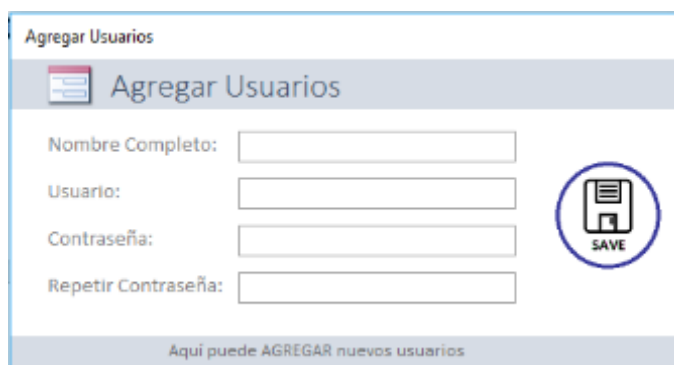 Agregar Usuarios
Agregar Usuarios
Nombre Completo:
Usuario:
Contraseña:
Repetir Contraseña:
SAVE
Aquí puede AGREGAR nuevos usuarios